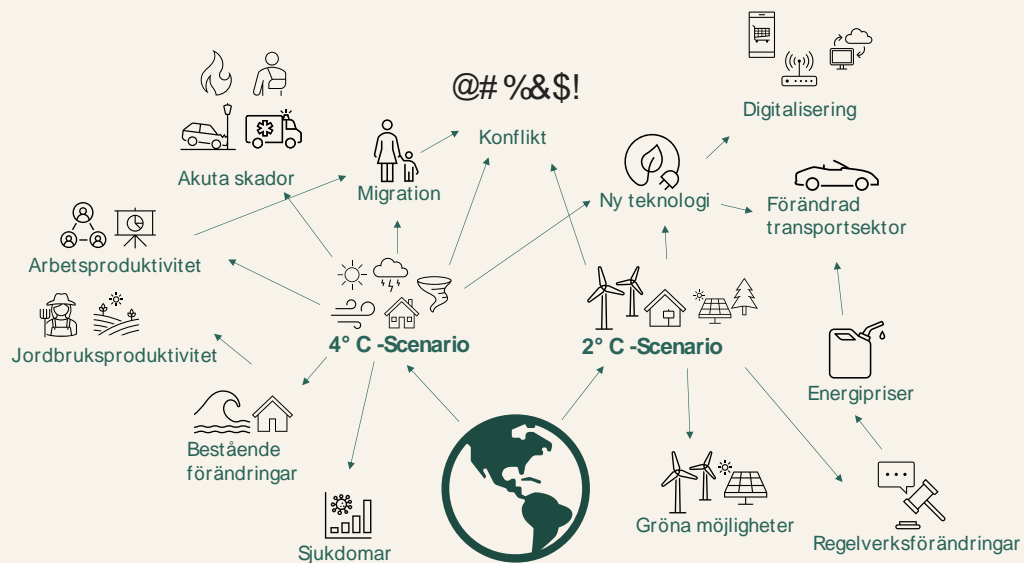 @#%&$!
Digitalisering
Konflikt
Akuta skador
Migration
Ny teknologi
Förändrad
transportsektor
Arbetsproduktivitet
Jordbruksproduktivitet
4° C -Scenario
2° C -Scenario
Energipriser
Bestående
förändringar
Gröna möjligheter
Regelverksförändringar
Sjukdomar